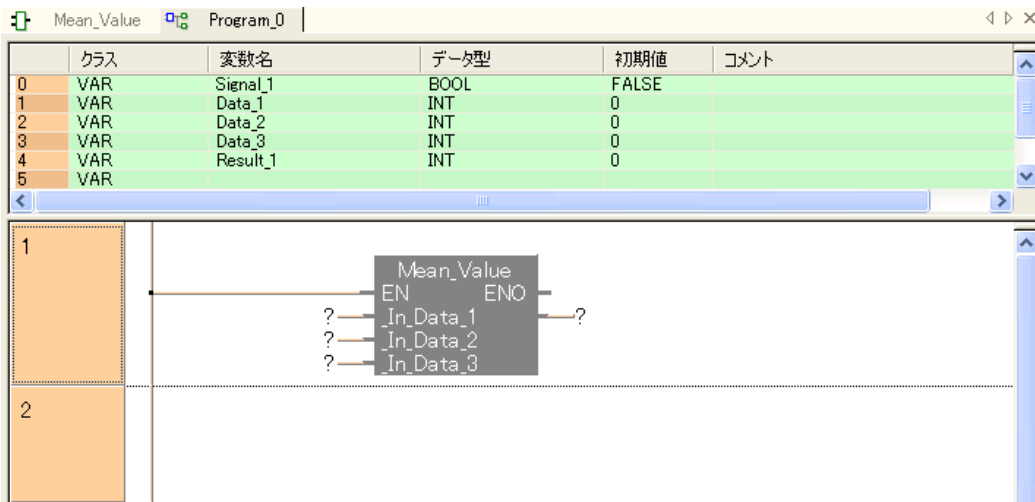 Mean_Value Program_0
クラス 変数名 データ型 初期値 コメント
0 VAR Signal_1 BOOL FALSE
1 VAR Data_1 INT 0
2 VAR Data_2 INT 0
3 VAR Data_3 INT 0
4 VAR Result_1 INT 0
5 VAR
1
Mean_Value
EN ENO
? _In_Data_1 ?
? _In_Data_2
? _In_Data_3
2